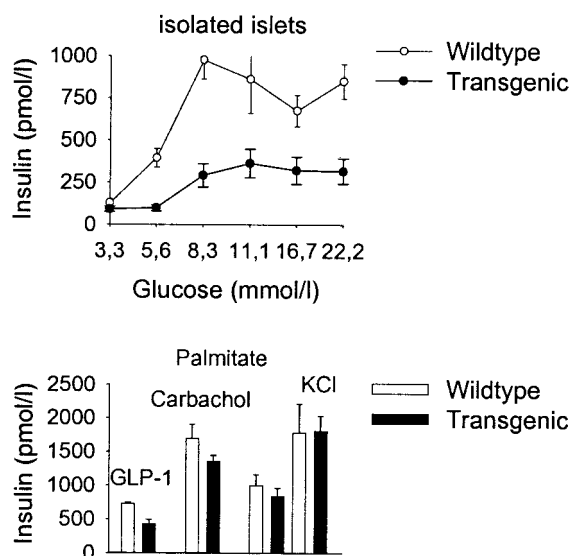 isolated islets
Wildtype
Transgenic
Insulin (pmol/l)
1000
750
500
250
0
3,3 5,6 8,3 11,1 16,7 22,2
Glucose (mmol/l)
Palmitate
Carbachol
KCl
GLP-1
Wildtype
Transgenic
Insulin (pmol/l)
2500
2000
1500
1000
500
0